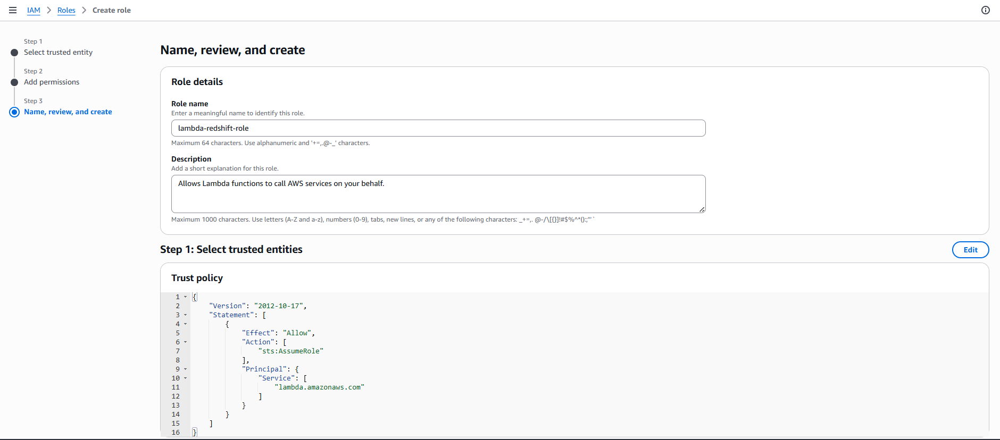 IAM > Roles > Create role
Step 1
Select trusted entity
Step 2
Add permissions
Step 3
Name, review, and create
Name, review, and create
Role details
Role name
Enter a meaningful name to identify this role.
lambda-redshift-role
Maximum 64 characters. Use alphanumeric and '+=,.@-_' characters.
Description
Add a short explanation for this role.
Allows Lambda functions to call AWS services on your behalf.
Maximum 1000 characters. Use letters (A-Z and a-z), numbers (0-9), tabs, new lines, or any of the following characters: _+=,. @-/\[{}]!#$%^*();:"'`
Step 1: Select trusted entities
Edit
Trust policy
1 {
2     "Version": "2012-10-17",
3     "Statement": [
4         {
5             "Effect": "Allow",
6             "Action": [
7                 "sts:AssumeRole"
8             ],
9             "Principal": {
10                 "Service": [
11                     "lambda.amazonaws.com"
12                 ]
13             }
14         }
15     ]
16 }